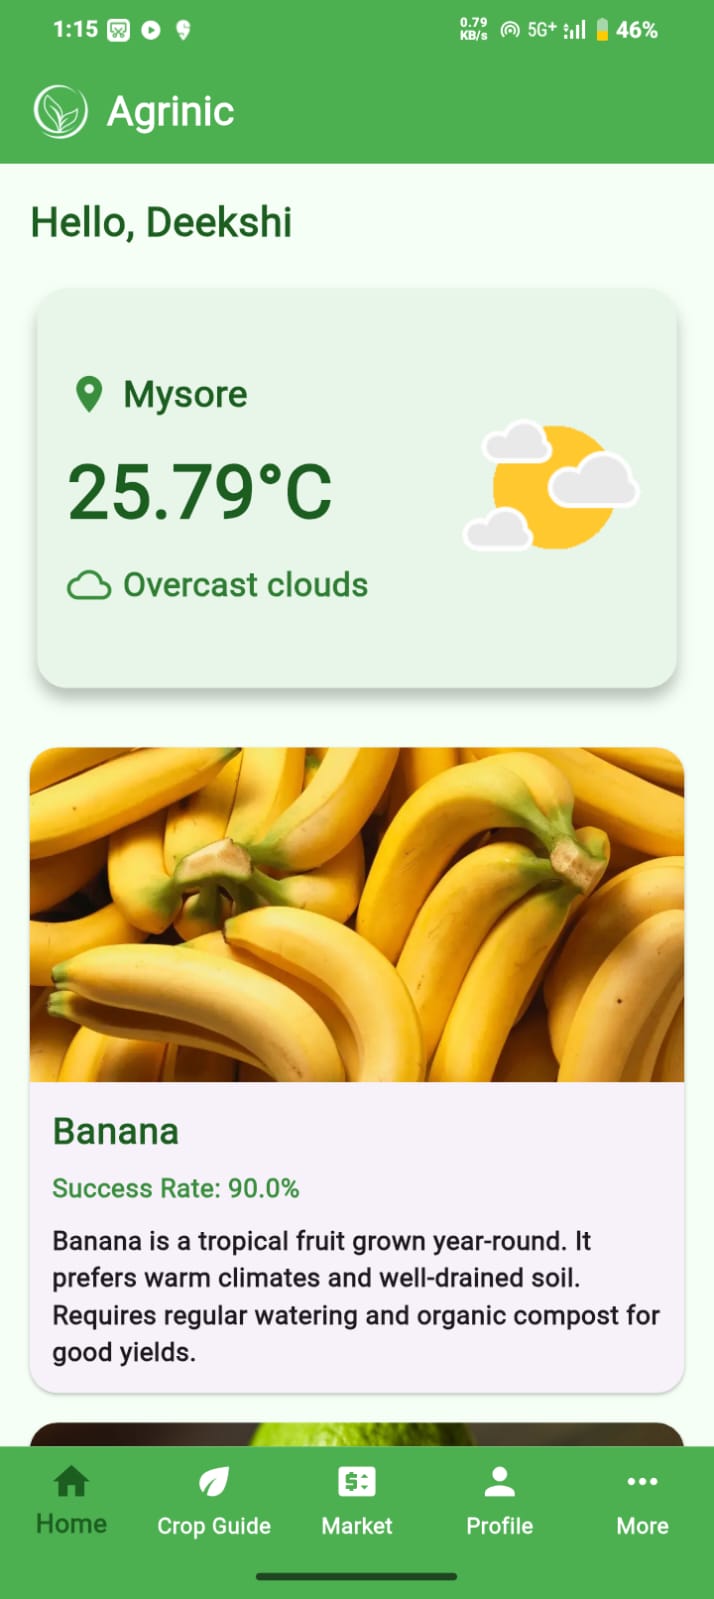 1:15
0.79 KB/s 5G+ 46%
Agrinic
Hello, Deekshi
Mysore
25.79°C
Overcast clouds
Banana
Success Rate: 90.0%
Banana is a tropical fruit grown year-round. It
prefers warm climates and well-drained soil.
Requires regular watering and organic compost for
good yields.
Home Crop Guide Market Profile More